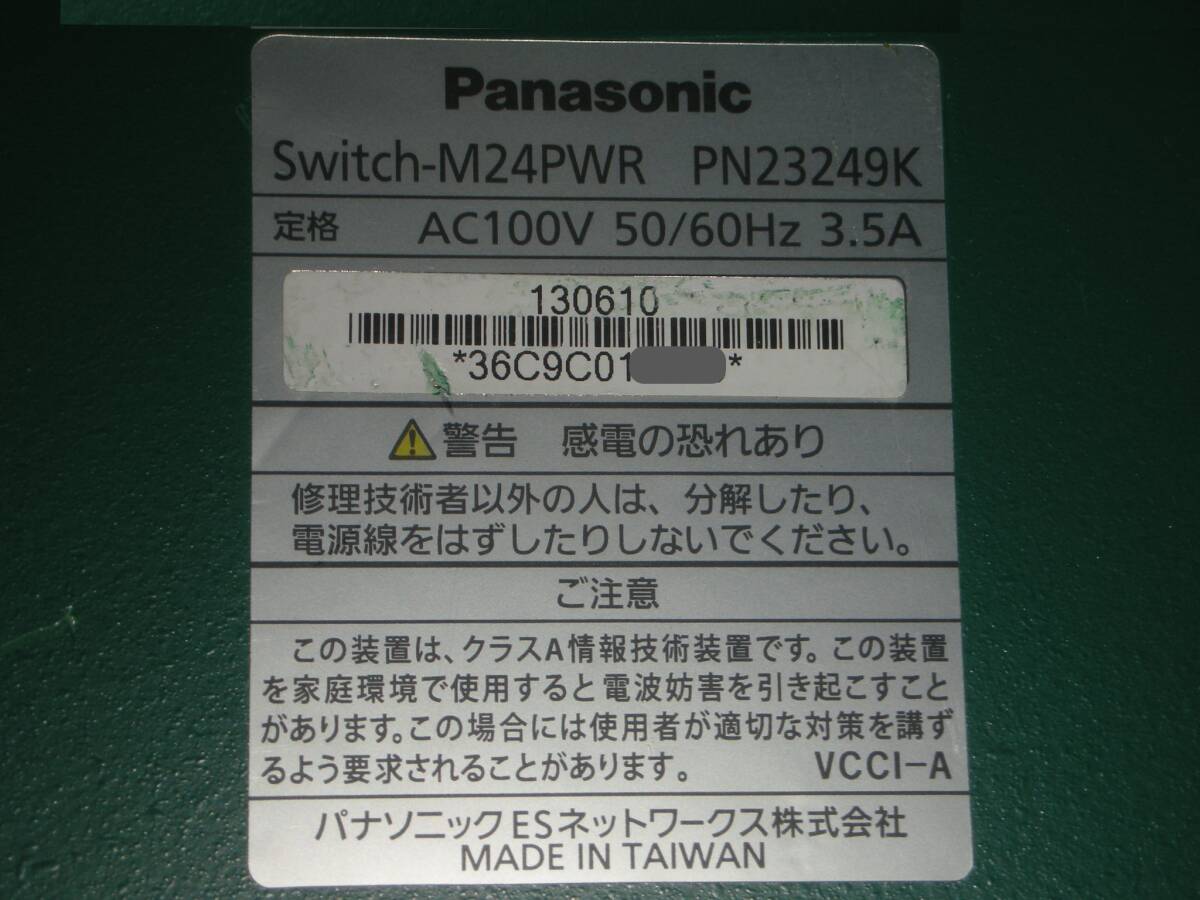 Panasonic
Switch-M24PWR PN23249K
定格 AC100V 50/60Hz 3.5A
130610
*36C9C01 *
警告 感電の恐れあり
修理技術者以外の人は、分解したり、
電源線をはずしたりしないでください。
ご注意
この装置は、クラスA情報技術装置です。この装置
を家庭環境で使用すると電波妨害を引き起こすこと
があります。この場合には使用者が適切な対策を講ず
るよう要求されることがあります。 VCCI-A
パナソニックESネットワークス株式会社
MADE IN TAIWAN